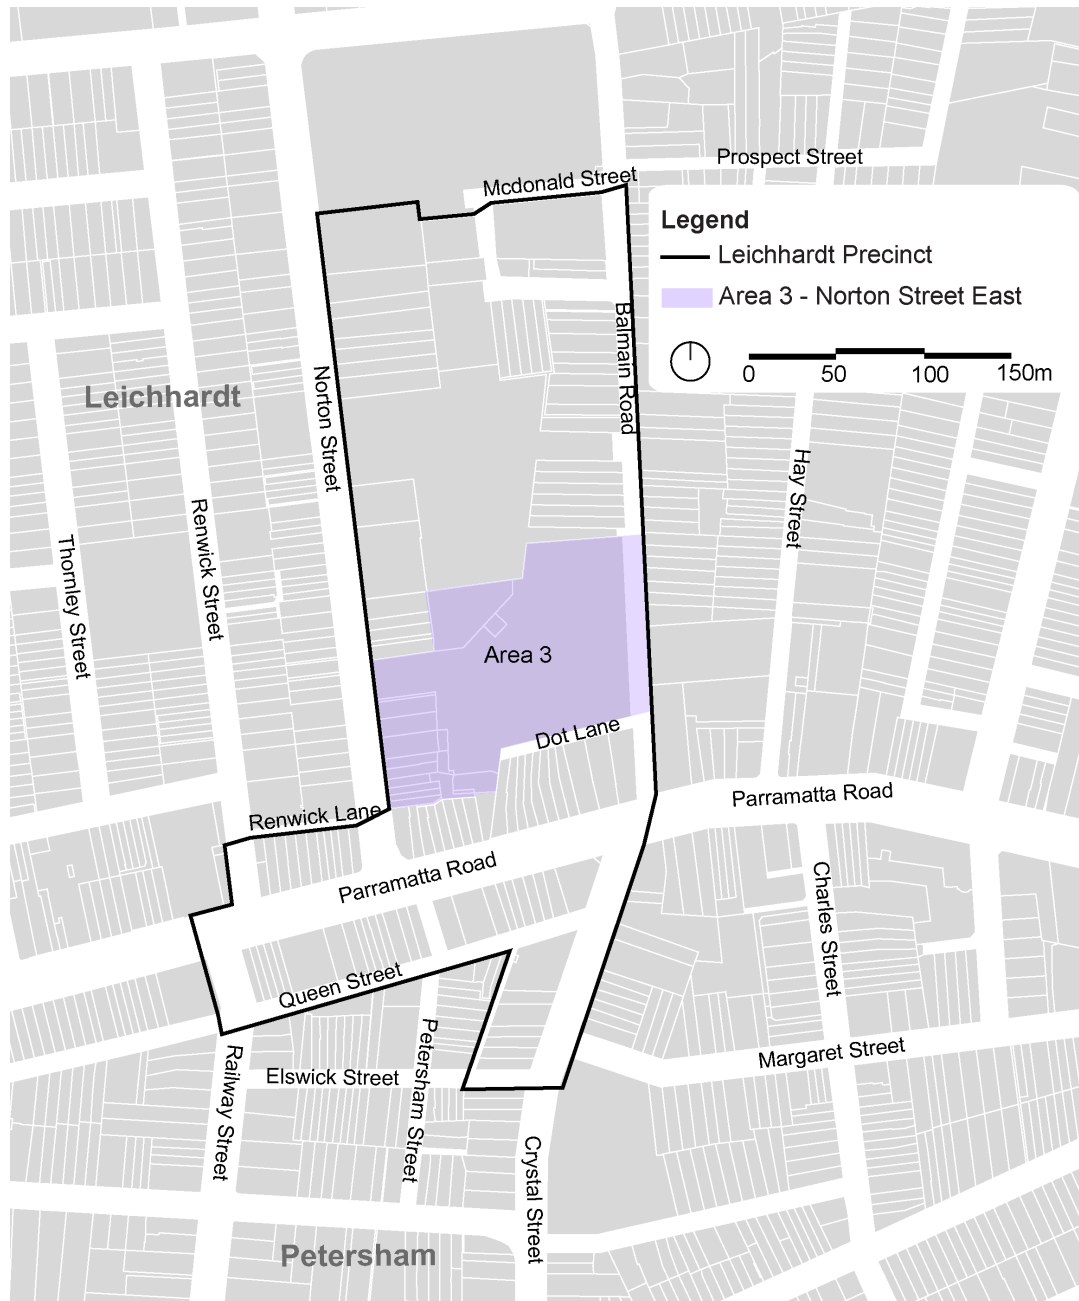 Prospect Street
Mcdonald Street
Legend
Leichhardt Precinct
Area 3 - Norton Street East
0 50 100 150m
Balmain Road
Norton Street
Leichhardt
Hay Street
Renwick Street
Thornley Street
Area 3
Dot Lane
Parramatta Road
Renwick Lane
Parramatta Road
Charles Street
Queen Street
Petersham Street
Railway Street
Elswick Street
Margaret Street
Crystal Street
Petersham